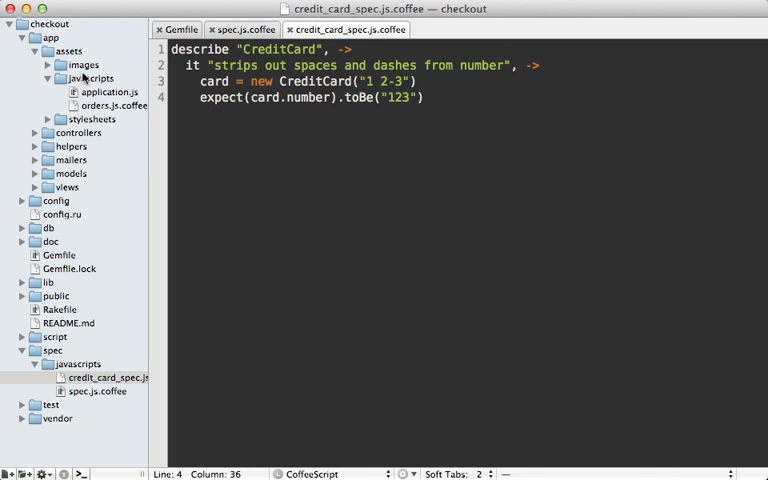 credit_card_spec.js.coffee — checkout
checkout
app
assets
images
javascripts
application.js
orders.js.coffee
stylesheets
controllers
helpers
mailers
models
views
config
config.ru
db
doc
Gemfile
Gemfile.lock
lib
public
Rakefile
README.md
script
spec
javascripts
credit_card_spec.js
spec.js.coffee
test
vendor
Gemfile spec.js.coffee credit_card_spec.js.coffee
1 describe "CreditCard", ->
2 it "strips out spaces and dashes from number", ->
3 card = new CreditCard("1 2-3")
4 expect(card.number).toBe("123")
Line: 4 Column: 36 CoffeeScript Soft Tabs: 2 —